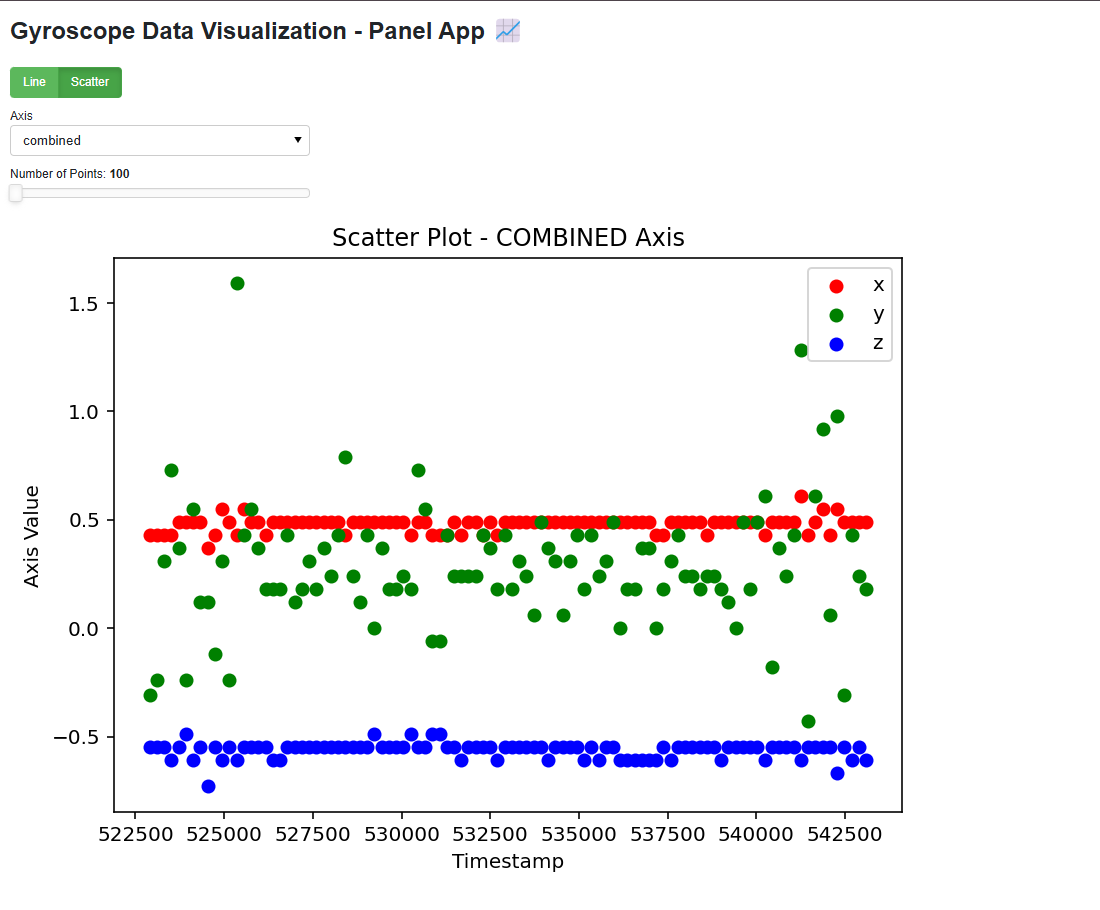 Gyroscope Data Visualization - Panel App 📈
Line Scatter
Axis
combined
Number of Points: 100
Scatter Plot - COMBINED Axis
x
y
z
1.5
1.0
0.5
0.0
−0.5
Axis Value
522500 525000 527500 530000 532500 535000 537500 540000 542500
Timestamp